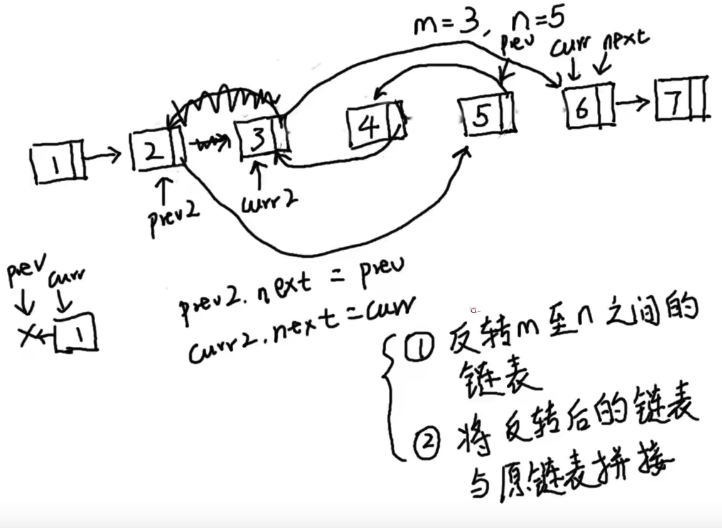 m=3, n=5
prev
curr next
1 2 3 4 5 6 7
prev2 curr2
prev curr
1
prev2.next = prev
curr2.next=curr
① 反转m至n之间的
链表
② 将反转后的链表
与原链表拼接